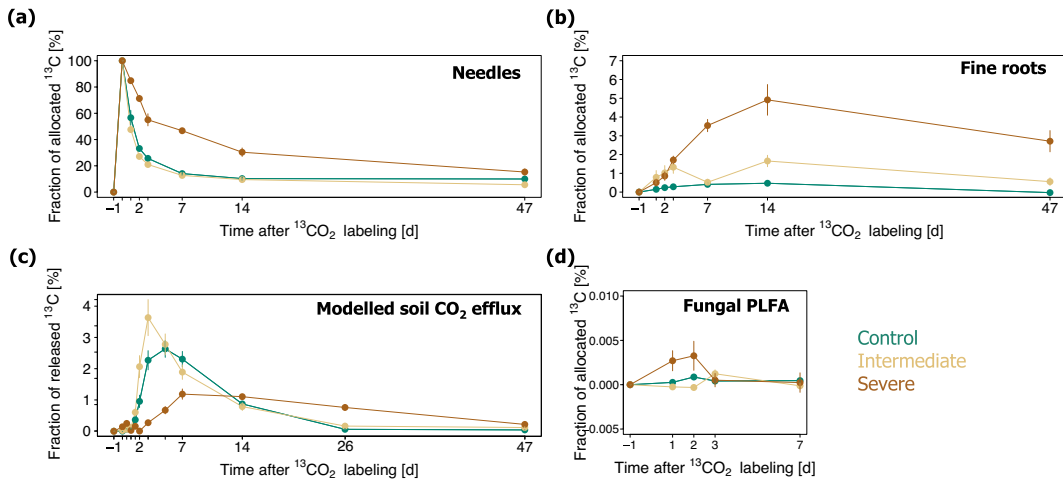 (a)
Fraction of allocated ¹³C [%]
100
80
60
40
20
0
Needles
−1 2 7 14 47
Time after ¹³CO₂ labeling [d]
(b)
Fraction of allocated ¹³C [%]
7
6
5
4
3
2
1
0
Fine roots
−1 2 7 14 47
Time after ¹³CO₂ labeling [d]
(c)
Fraction of released ¹³C [%]
4
3
2
1
0
Modelled soil CO₂ efflux
−1 2 7 14 26 47
Time after ¹³CO₂ labeling [d]
(d)
Fraction of allocated ¹³C [%]
0.010
0.005
0.000
−0.005
Fungal PLFA
−1 1 2 3 7
Time after ¹³CO₂ labeling [d]
Control
Intermediate
Severe